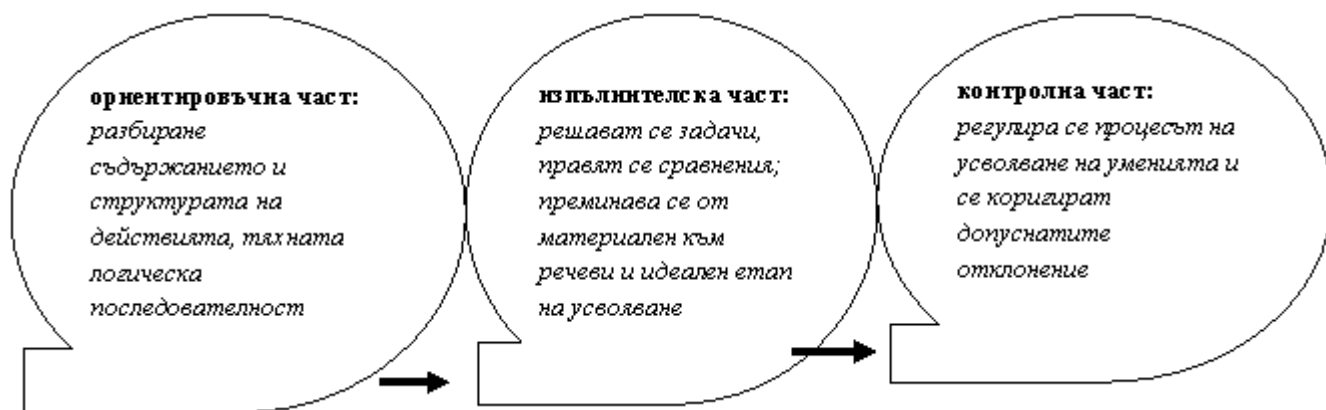 ориентировъчна част:
разбиране
съдържанието и
структурата на
действията, тяхната
логическа
последователност
изпълнителска част:
решават се задачи,
правят се сравнения;
преминава се от
материален към
речеви и идеален етап
на усвояване
контролна част:
регулира се процесът на
усвояване на уменията и
се коригират
допуснатите
отклонение